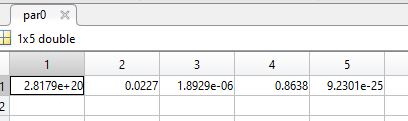 par0
1x5 double
1 2 3 4 5
1 2.8179e+20 0.0227 1.8929e-06 0.8638 9.2301e-25
2